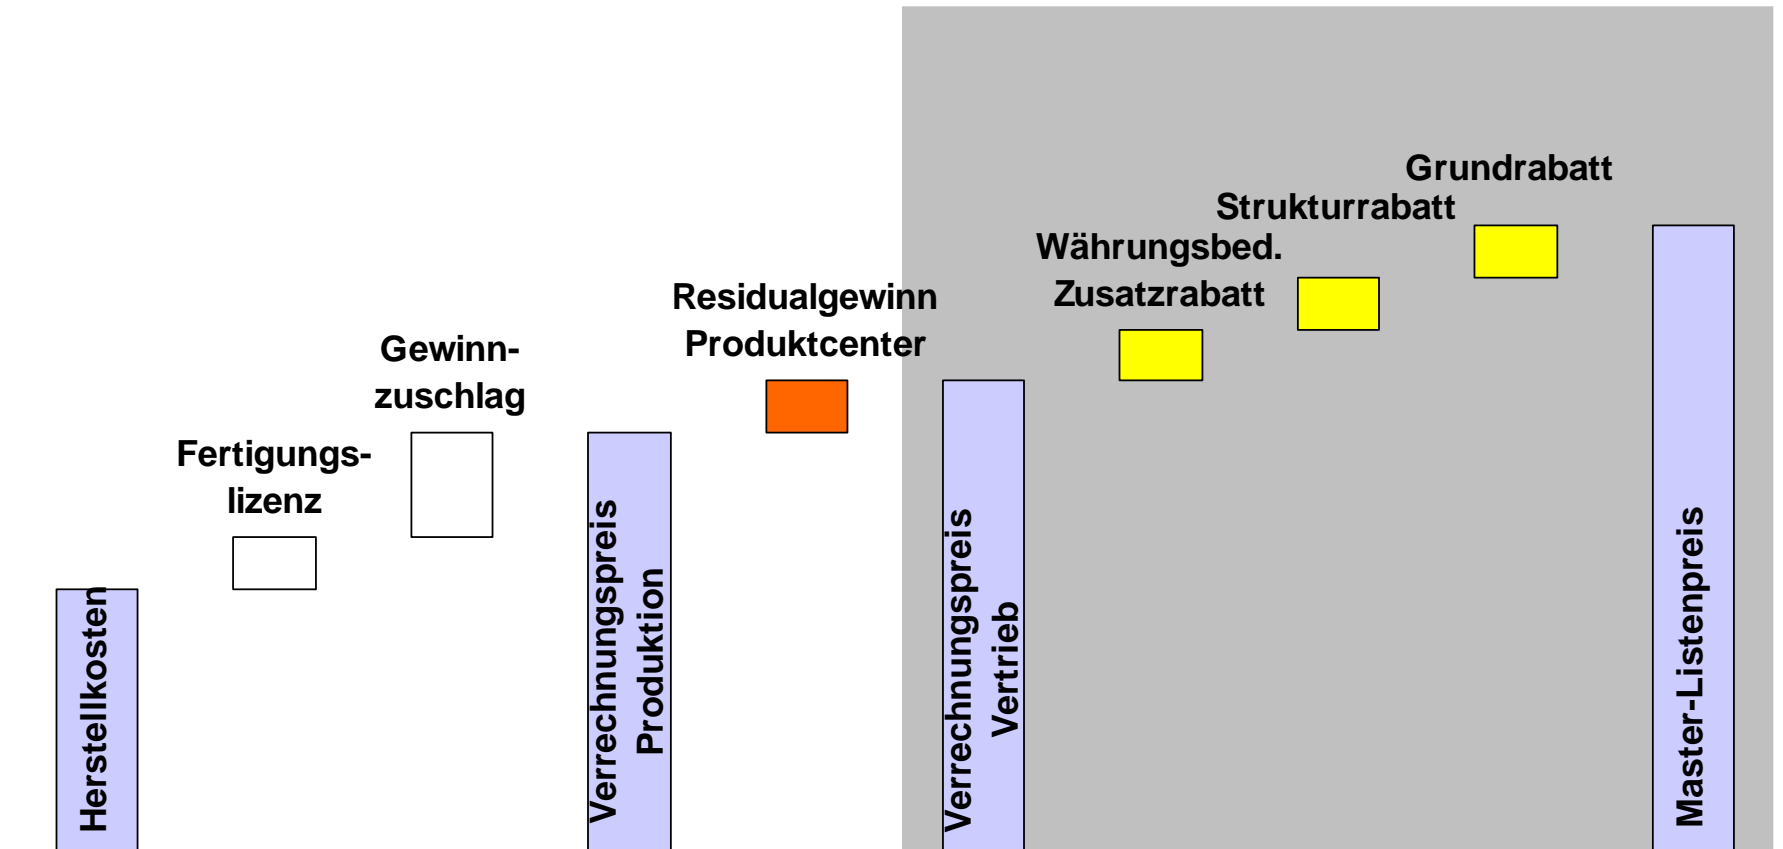 Herstellkosten
Fertigungs-
lizenz
Gewinn-
zuschlag
Verrechnungspreis
Produktion
Residualgewinn
Produktcenter
Verrechnungspreis
Vertrieb
Währungsbed.
Zusatzrabatt
Strukturrabatt
Grundrabatt
Master-Listenpreis